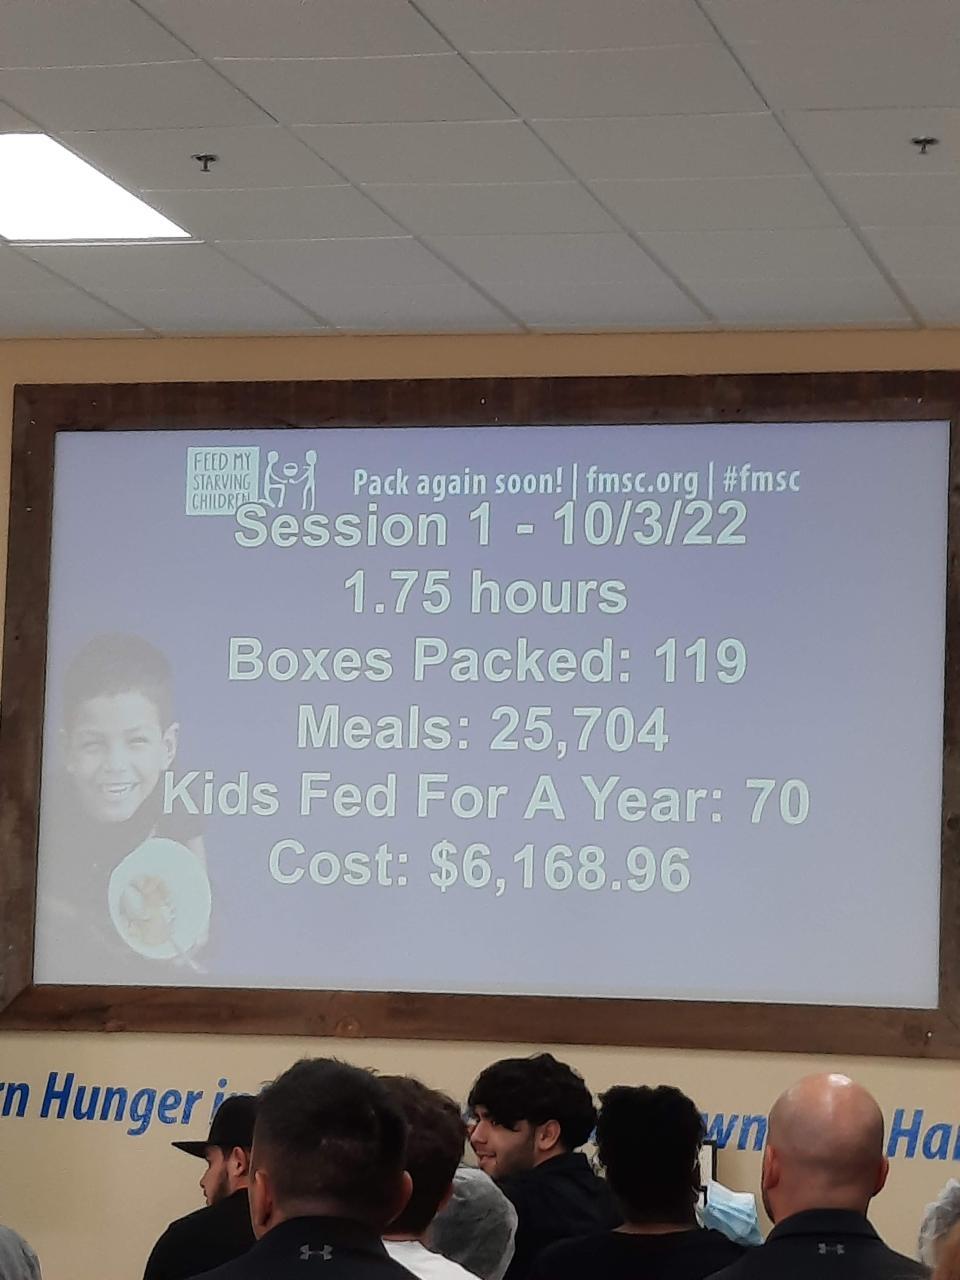 FEED MY
STARVING
CHILDREN
Pack again soon! | fmsc.org | #fmsc
Session 1 - 10/3/22
1.75 hours
Boxes Packed: 119
Meals: 25,704
Kids Fed For A Year: 70
Cost: $6,168.96
Hunger